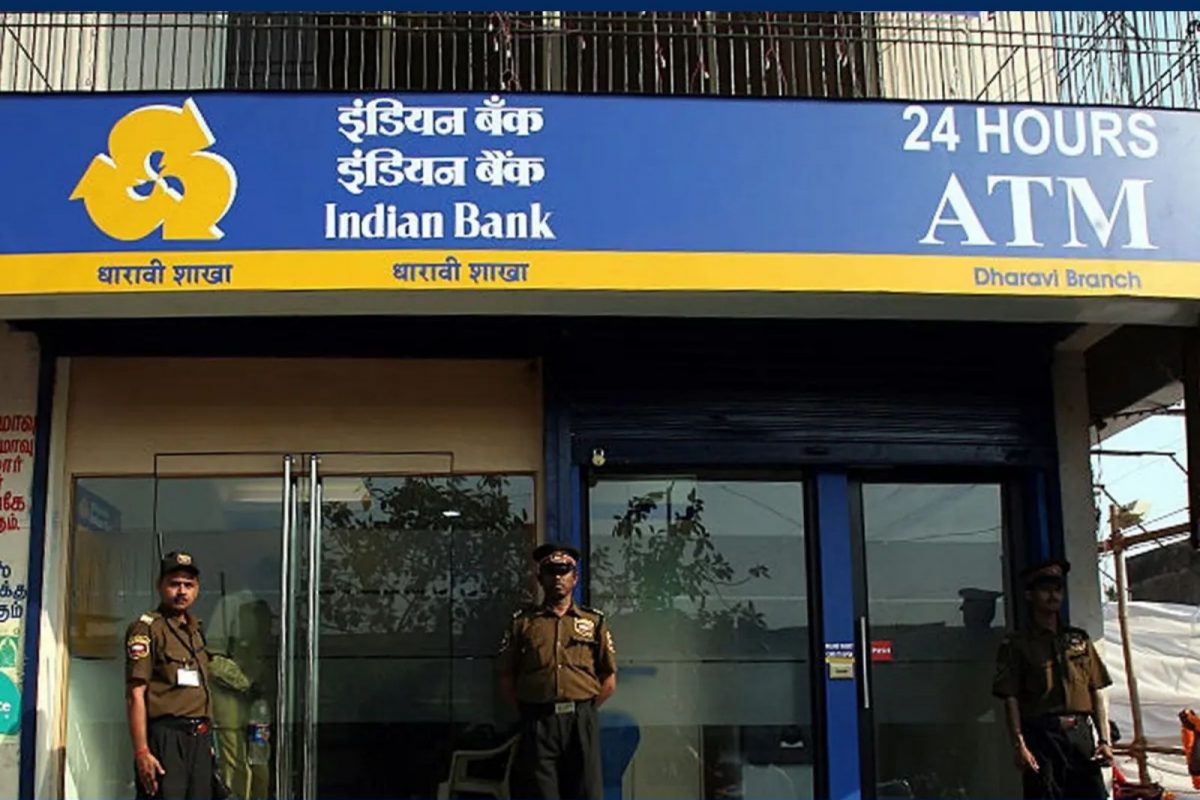 इंडियन बँक
इंडियन बैंक
Indian Bank
24 HOURS
ATM
धारावी शाखा
धारावी शाखा
Dharavi Branch